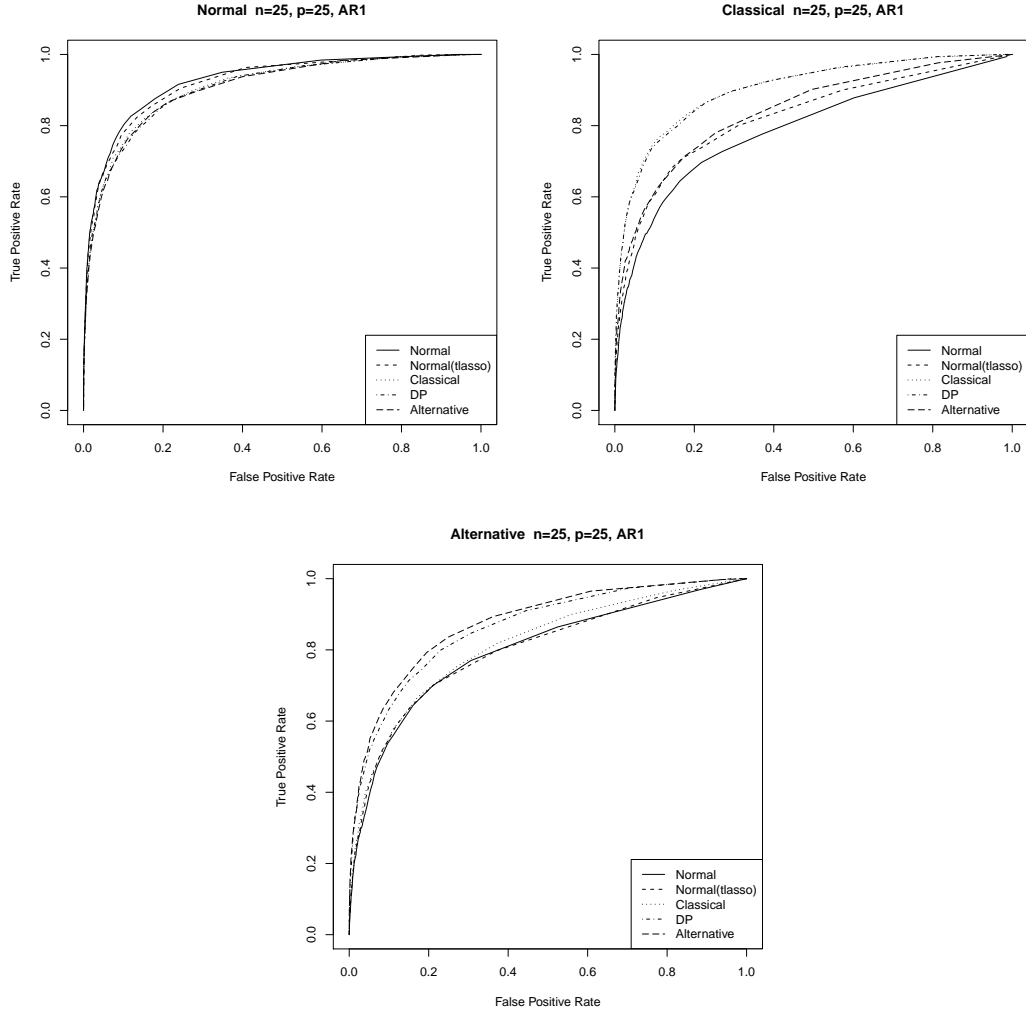 Normal  n=25, p=25, AR1
True Positive Rate
0.0 0.2 0.4 0.6 0.8 1.0
Normal
Normal(tlasso)
Classical
DP
Alternative
0.0 0.2 0.4 0.6 0.8 1.0
False Positive Rate
Classical  n=25, p=25, AR1
True Positive Rate
0.0 0.2 0.4 0.6 0.8 1.0
Normal
Normal(tlasso)
Classical
DP
Alternative
0.0 0.2 0.4 0.6 0.8 1.0
False Positive Rate
Alternative  n=25, p=25, AR1
True Positive Rate
0.0 0.2 0.4 0.6 0.8 1.0
Normal
Normal(tlasso)
Classical
DP
Alternative
0.0 0.2 0.4 0.6 0.8 1.0
False Positive Rate